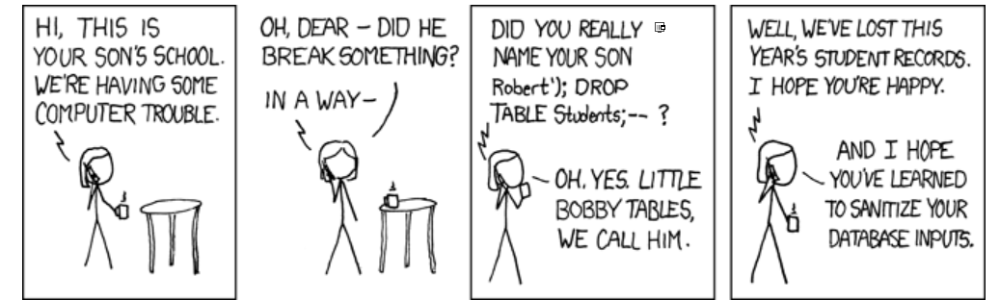 HI, THIS IS
YOUR SON'S SCHOOL.
WE'RE HAVING SOME
COMPUTER TROUBLE.
OH, DEAR – DID HE
BREAK SOMETHING?
IN A WAY–
DID YOU REALLY
NAME YOUR SON
Robert'); DROP
TABLE Students;-- ?
OH, YES. LITTLE
BOBBY TABLES,
WE CALL HIM.
WELL, WE'VE LOST THIS
YEAR'S STUDENT RECORDS.
I HOPE YOU'RE HAPPY.
AND I HOPE
YOU'VE LEARNED
TO SANITIZE YOUR
DATABASE INPUTS.